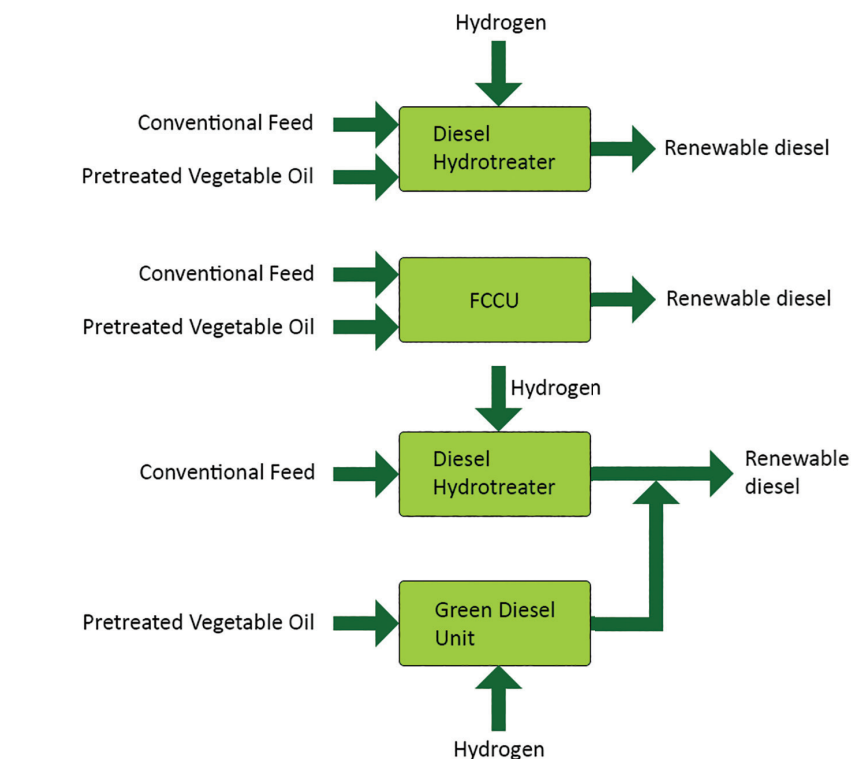 Hydrogen
Conventional Feed
Diesel
Hydrotreater
Renewable diesel
Pretreated Vegetable Oil
Conventional Feed
FCCU
Renewable diesel
Pretreated Vegetable Oil
Hydrogen
Conventional Feed
Diesel
Hydrotreater
Renewable
diesel
Pretreated Vegetable Oil
Green Diesel
Unit
Hydrogen